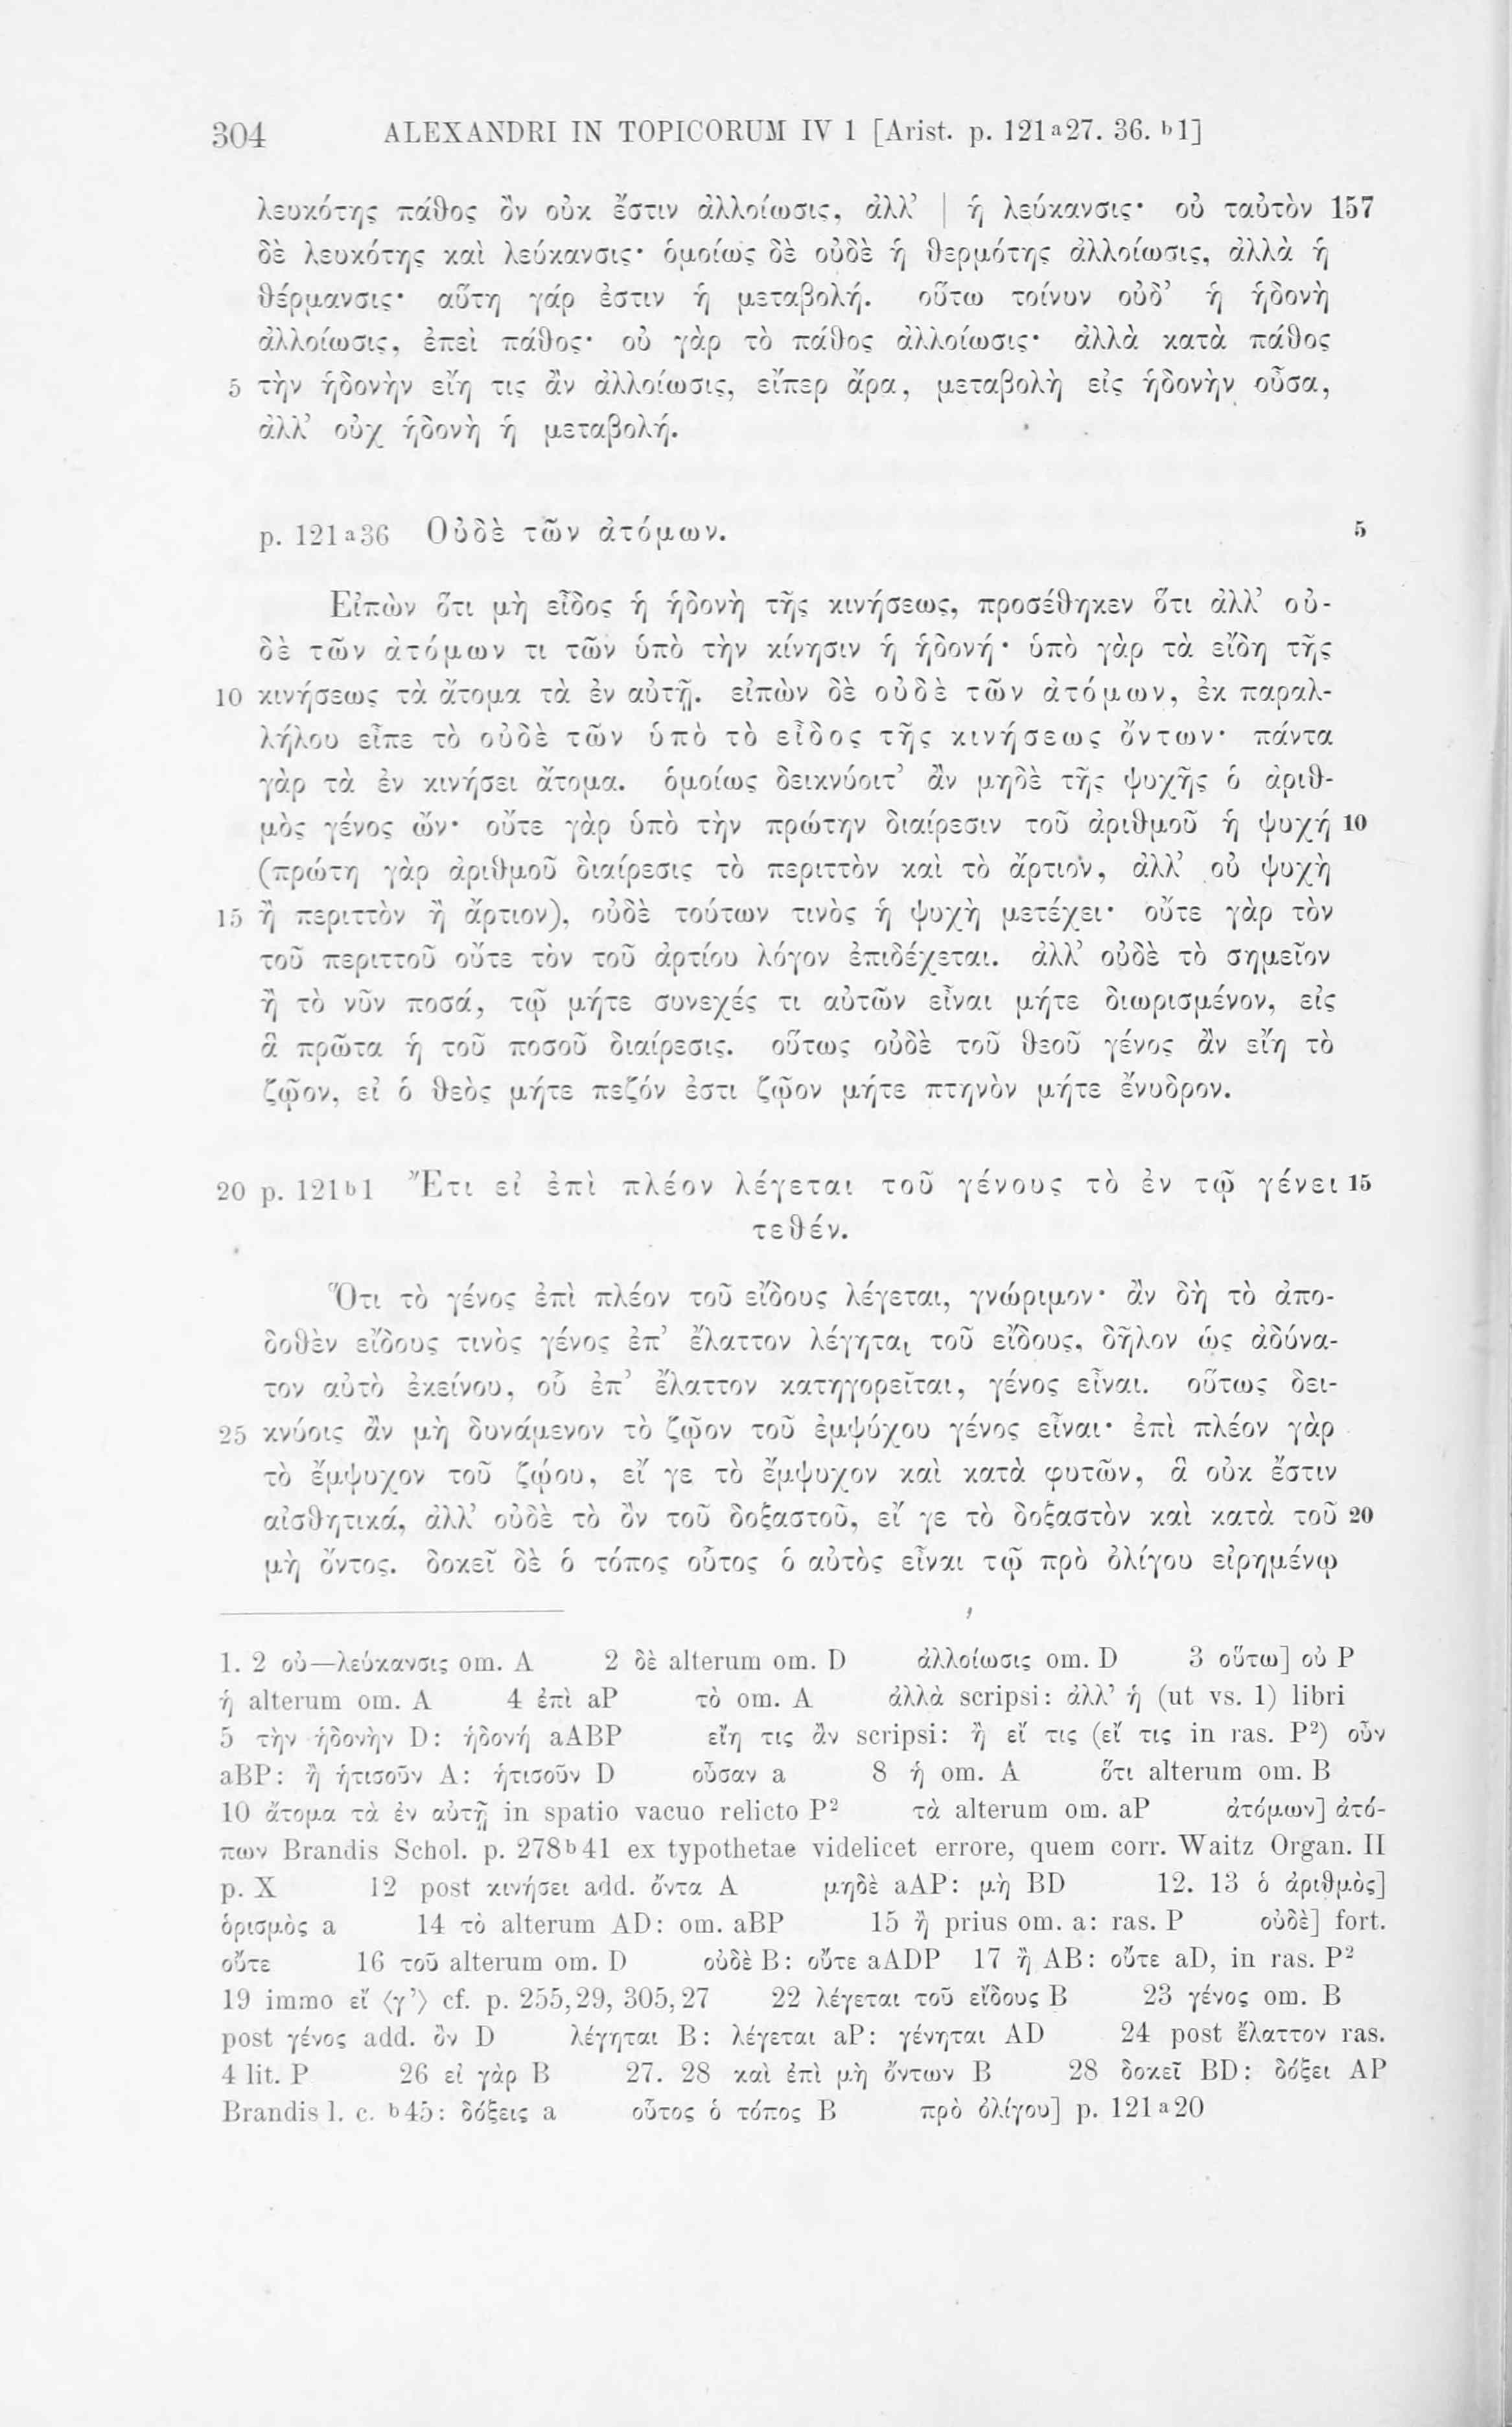 304 ALEXANDRI IN TOPICORUM IV 1 [Arist. p. 121a27. 36. b1]
λευκότης πάθος ὂν οὐκ ἔστιν ἀλλοίωσις, ἀλλ’ | ἡ λεύκανσις· οὐ ταὐτὸν 157
δὲ λευκότης καὶ λεύκανσις· ὁμοίως δὲ οὐδὲ ἡ θερμότης ἀλλοίωσις, ἀλλὰ ἡ
θέρμανσις· αὕτη γάρ ἐστιν ἡ μεταβολή. οὕτω τοίνυν οὐδ’ ἡ ἡδονὴ
ἀλλοίωσις, ἐπεὶ πάθος· οὐ γὰρ τὸ πάθος ἀλλοίωσις· ἀλλὰ κατὰ πάθος
5 τὴν ἡδονὴν εἴη τις ἂν ἀλλοίωσις, εἴπερ ἄρα, μεταβολὴ εἰς ἡδονὴν οὖσα,
ἀλλ’ οὐχ ἡδονὴ ἡ μεταβολή.
p. 121a36 Οὐδὲ τῶν ἀτόμων. 5
Εἰπὼν ὅτι μὴ εἶδος ἡ ἡδονὴ τῆς κινήσεως, προσέθηκεν ὅτι ἀλλ’ οὐ-
δὲ τῶν ἀτόμων τι τῶν ὑπὸ τὴν κίνησιν ἡ ἡδονή· ὑπὸ γὰρ τὰ εἴδη τῆς
10 κινήσεως τὰ ἄτομα τὰ ἐν αὐτῇ. εἰπὼν δὲ οὐδὲ τῶν ἀτόμων, ἐκ παραλ-
λήλου εἶπε τὸ οὐδὲ τῶν ὑπὸ τὸ εἶδος τῆς κινήσεως ὄντων· πάντα
γὰρ τὰ ἐν κινήσει ἄτομα. ὁμοίως δεικνύοιτ’ ἂν μηδὲ τῆς ψυχῆς ὁ ἀριθ-
μὸς γένος ὤν· οὔτε γὰρ ὑπὸ τὴν πρώτην διαίρεσιν τοῦ ἀριθμοῦ ἡ ψυχή 10
(πρώτη γὰρ ἀριθμοῦ διαίρεσις τὸ περιττὸν καὶ τὸ ἄρτιον, ἀλλ’ οὐ ψυχὴ
15 ἢ περιττὸν ἢ ἄρτιον), οὐδὲ τούτων τινὸς ἡ ψυχὴ μετέχει· οὔτε γὰρ τὸν
τοῦ περιττοῦ οὔτε τὸν τοῦ ἀρτίου λόγον ἐπιδέχεται. ἀλλ’ οὐδὲ τὸ σημεῖον
ἢ τὸ νῦν ποσά, τῷ μήτε συνεχές τι αὐτῶν εἶναι μήτε διωρισμένον, εἰς
ἃ πρῶτα ἡ τοῦ ποσοῦ διαίρεσις. οὕτως οὐδὲ τοῦ θεοῦ γένος ἂν εἴη τὸ
ζῷον, εἰ ὁ θεὸς μήτε πεζόν ἐστι ζῷον μήτε πτηνὸν μήτε ἔνυδρον.
20 p. 121b1 Ἔτι εἰ ἐπὶ πλέον λέγεται τοῦ γένους τὸ ἐν τῷ γένει 15
τεθέν.
Ὅτι τὸ γένος ἐπὶ πλέον τοῦ εἴδους λέγεται, γνώριμον· ἂν δὴ τὸ ἀπο-
δοθὲν εἴδους τινὸς γένος ἐπ’ ἔλαττον λέγηται τοῦ εἴδους, δῆλον ὡς ἀδύνα-
τον αὐτὸ ἐκείνου, οὗ ἐπ’ ἔλαττον κατηγορεῖται, γένος εἶναι. οὕτως δει-
25 κνύοις ἂν μὴ δυνάμενον τὸ ζῷον τοῦ ἐμψύχου γένος εἶναι· ἐπὶ πλέον γὰρ
τὸ ἔμψυχον τοῦ ζῴου, εἴ γε τὸ ἔμψυχον καὶ κατὰ φυτῶν, ἃ οὐκ ἔστιν
αἰσθητικά, ἀλλ’ οὐδὲ τὸ ὂν τοῦ δοξαστοῦ, εἴ γε τὸ δοξαστὸν καὶ κατὰ τοῦ 20
μὴ ὄντος. δοκεῖ δὲ ὁ τόπος οὗτος ὁ αὐτὸς εἶναι τῷ πρὸ ὀλίγου εἰρημένῳ
1. 2 οὐ—λεύκανσις om. A 2 δὲ alterum om. D ἀλλοίωσις om. D 3 οὕτω] οὐ P
ἡ alterum om. A 4 ἐπὶ aP τὸ om. A ἀλλὰ scripsi: ἀλλ’ ἡ (ut vs. 1) libri
5 τὴν ἡδονὴν D: ἡδονή aABP εἴη τις ἂν scripsi: ἢ εἴ τις (εἴ τις in ras. P2) οὖν
aBP: ἢ ἡτισοῦν A: ἡτισοῦν D οὖσαν a 8 ἡ om. A ὅτι alterum om. B
10 ἄτομα τὰ ἐν αὐτῇ in spatio vacuo relicto P2 τὰ alterum om. aP ἀτόμων] ἀτό-
πων Brandis Schol. p. 278b41 ex typothetae videlicet errore, quem corr. Waitz Organ. II
p. X 12 post κινήσει add. ὄντα A μηδὲ aAP: μὴ BD 12. 13 ὁ ἀριθμὸς]
ὁρισμὸς a 14 τὸ alterum AD: om. aBP 15 ἢ prius om. a: ras. P οὐδὲ] fort.
οὔτε 16 τοῦ alterum om. D οὐδὲ B: οὔτε aADP 17 ἢ AB: οὔτε aD, in ras. P2
19 immo εἴ ⟨γ’⟩ cf. p. 255,29, 305,27 22 λέγεται τοῦ εἴδους B 23 γένος om. B
post γένος add. ὂν D λέγηται B: λέγεται aP: γένηται AD 24 post ἔλαττον ras.
4 lit. P 26 εἰ γὰρ B 27. 28 καὶ ἐπὶ μὴ ὄντων B 28 δοκεῖ BD: δόξει AP
Brandis l. c. b45: δόξεις a οὗτος ὁ τόπος B πρὸ ὀλίγου] p. 121a20